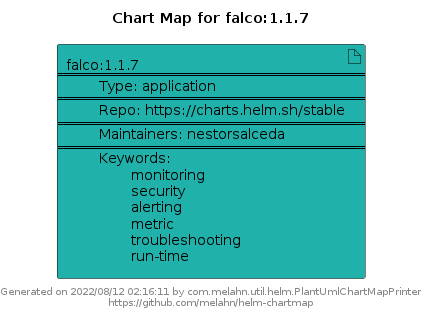 Chart Map for falco:1.1.7
falco:1.1.7
Type: application
Repo: https://charts.helm.sh/stable
Maintainers: nestorsalceda
Keywords:
monitoring
security
alerting
metric
troubleshooting
run-time
Generated on 2022/08/12 02:16:11 by com.melahn.util.helm.PlantUmlChartMapPrinter
https://github.com/melahn/helm-chartmap